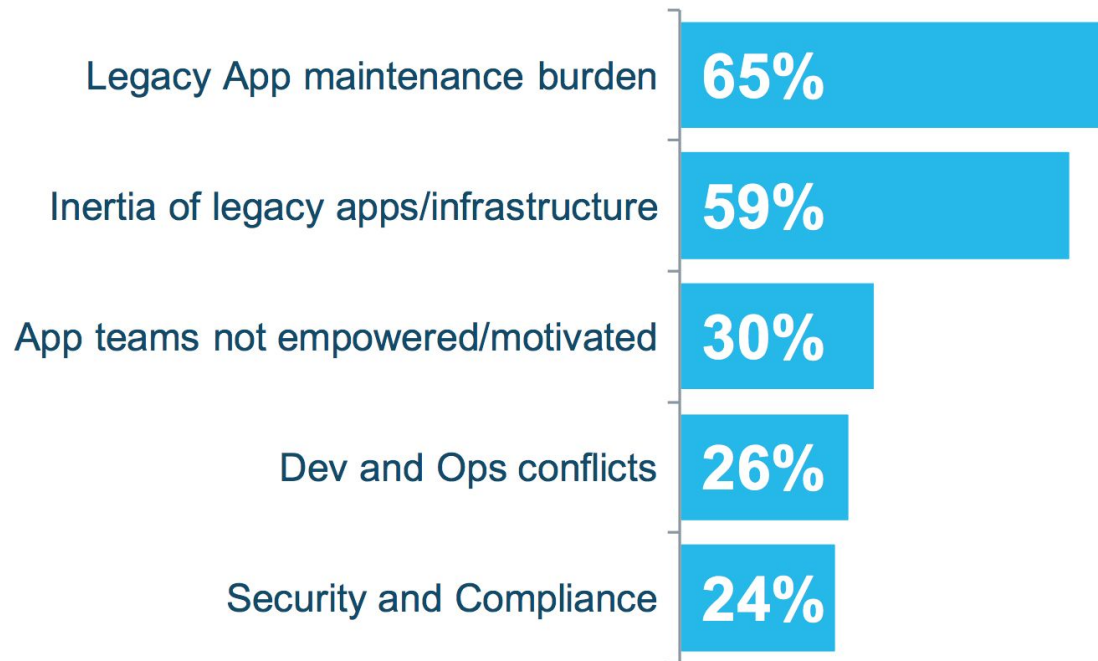 Legacy App maintenance burden 65%
Inertia of legacy apps/infrastructure 59%
App teams not empowered/motivated 30%
Dev and Ops conflicts 26%
Security and Compliance 24%